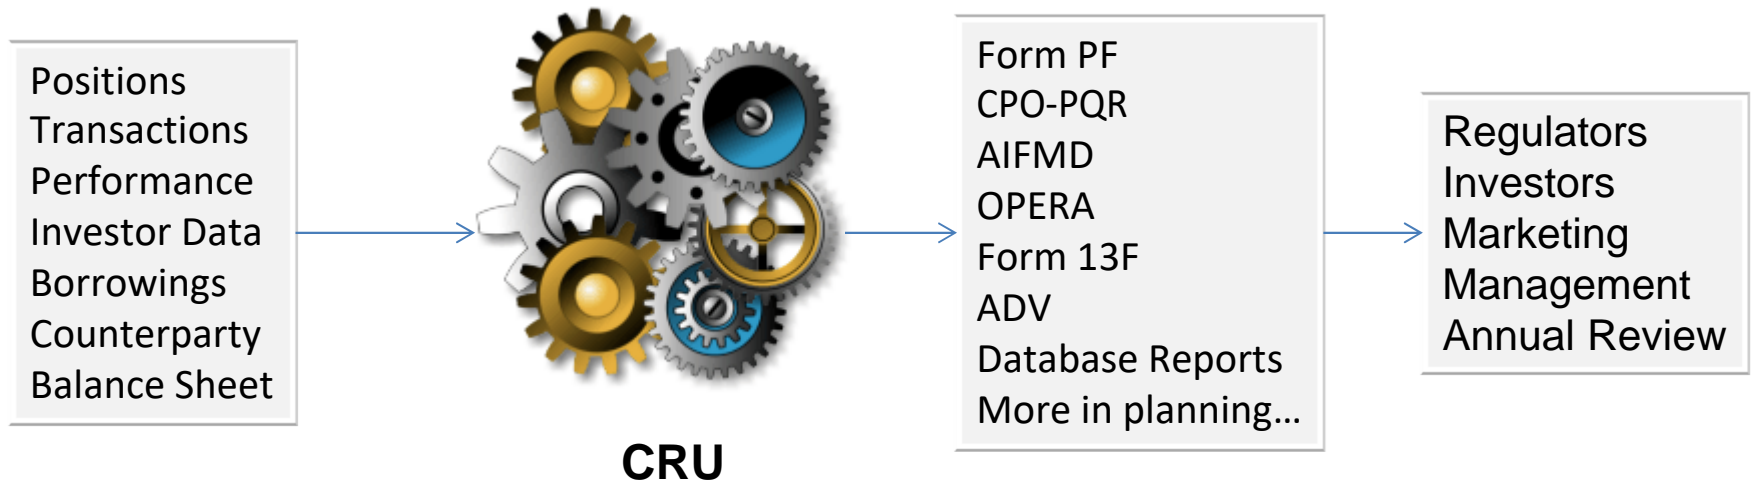 Positions
Transactions
Performance
Investor Data
Borrowings
Counterparty
Balance Sheet
CRU
Form PF
CPO-PQR
AIFMD
OPERA
Form 13F
ADV
Database Reports
More in planning…
Regulators
Investors
Marketing
Management
Annual Review